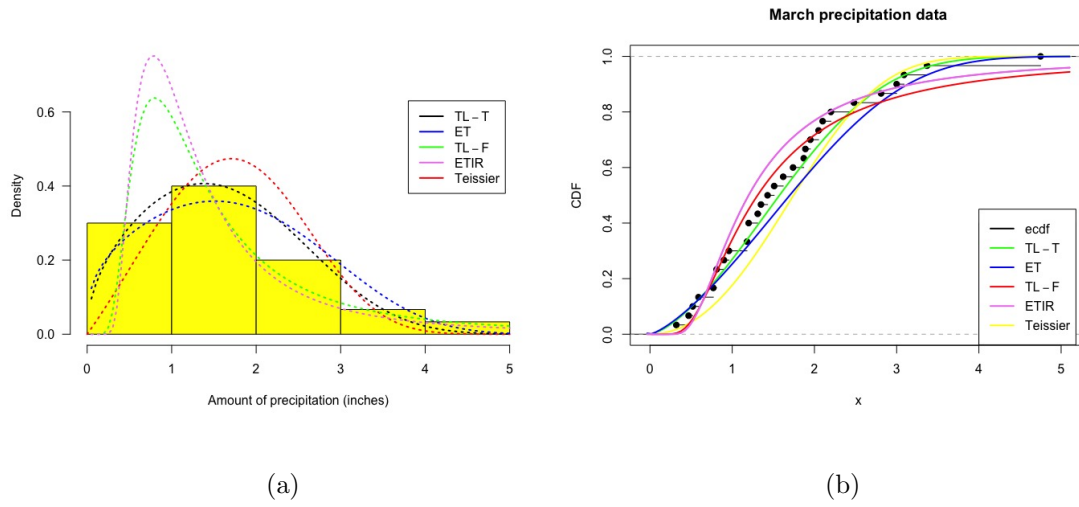 March precipitation data
Density
0.0
0.2
0.4
0.6
0
1
2
3
4
5
Amount of precipitation (inches)
TL − T
ET
TL − F
ETIR
Teissier
CDF
0.0
0.2
0.4
0.6
0.8
1.0
0
1
2
3
4
5
x
ecdf
TL − T
ET
TL − F
ETIR
Teissier
(a)
(b)